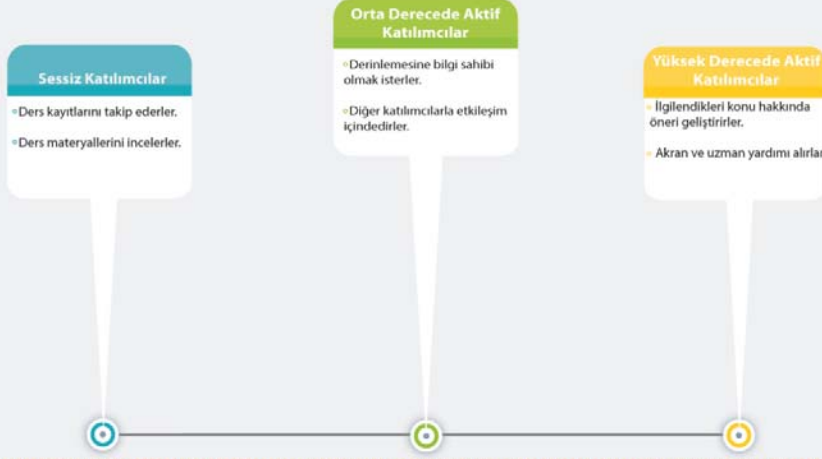 Sessiz Katılımcılar
Ders kayıtlarını takip ederler.
Ders materyallerini incelerler.
Orta Derecede Aktif
Katılımcılar
Derinlemesine bilgi sahibi
olmak isterler.
Diğer katılımcılarla etkileşim
içindedirler.
Yüksek Derecede Aktif
Katılımcılar
İlgilendikleri konu hakkında
öneri geliştirirler.
Akran ve uzman yardımı alırlar